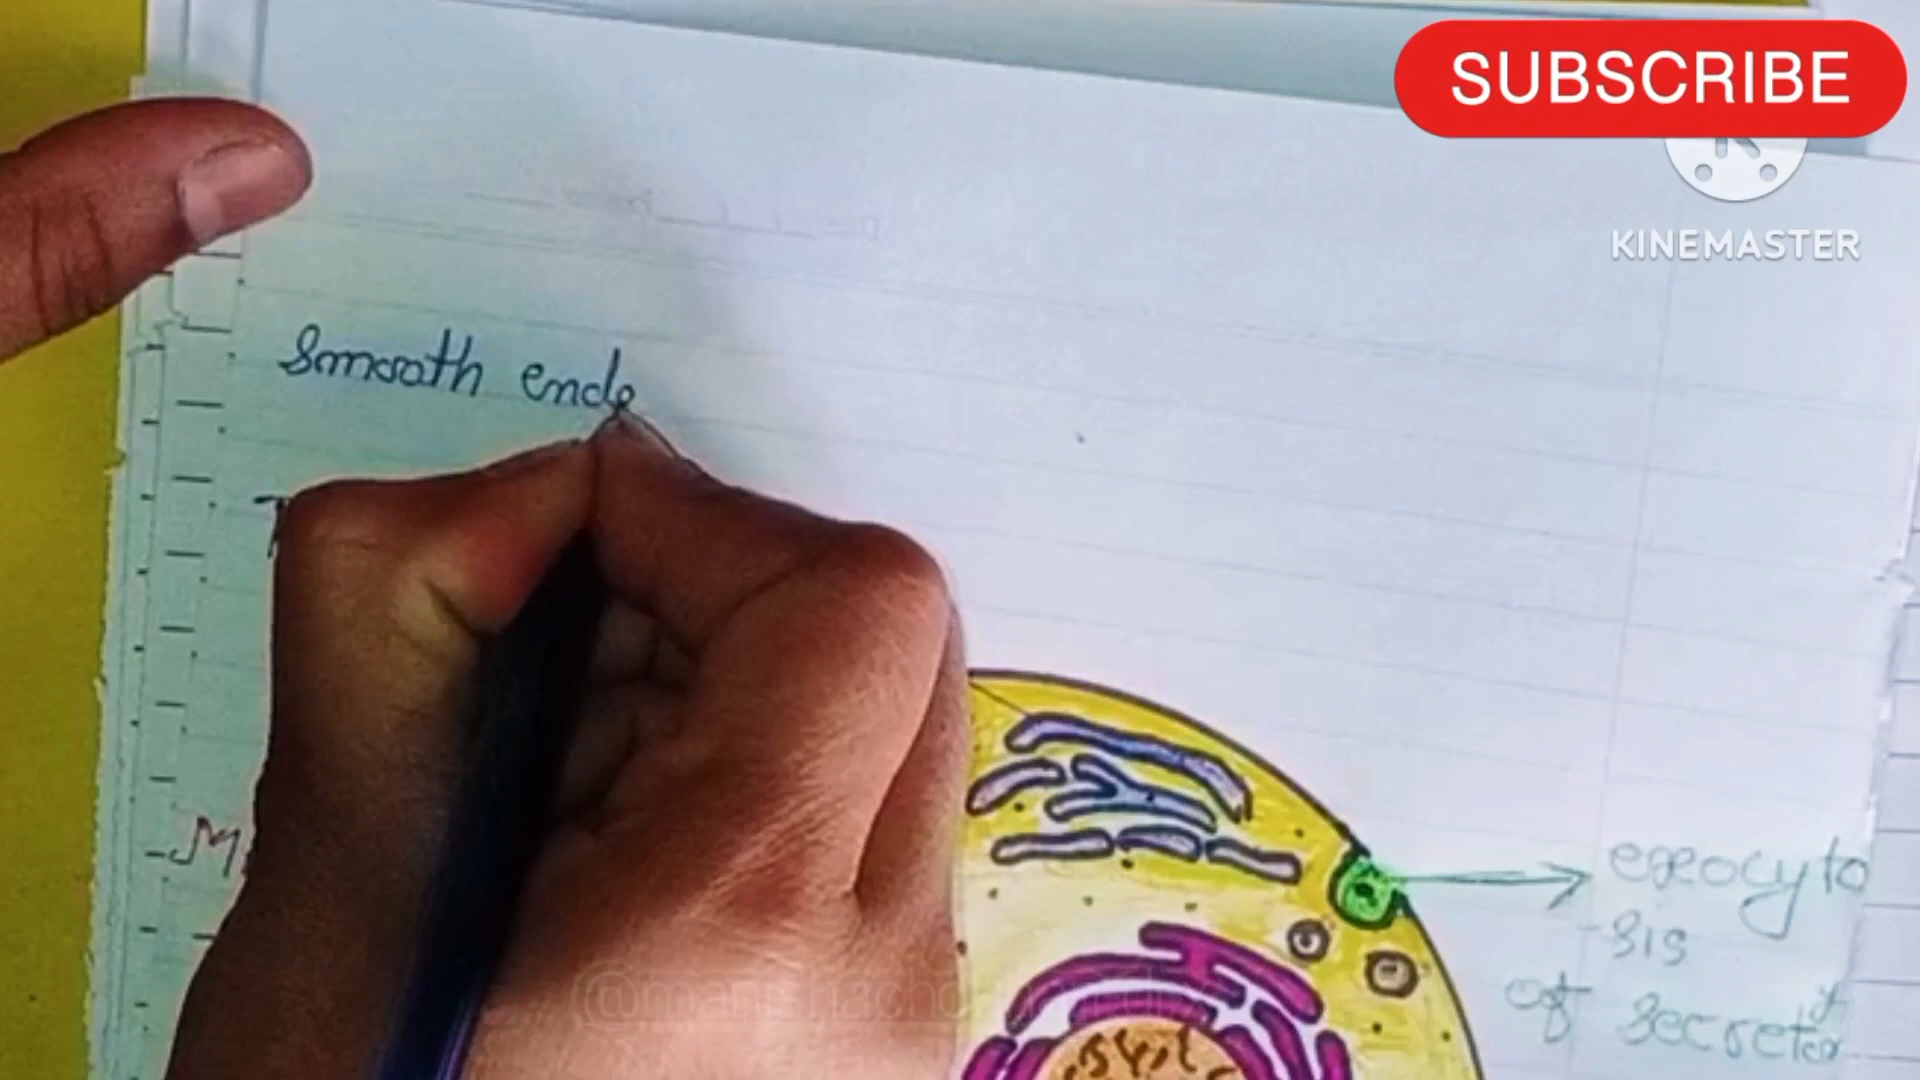 SUBSCRIBE
KINEMASTER
Smooth endo
M
exocyto
sis
of secretory